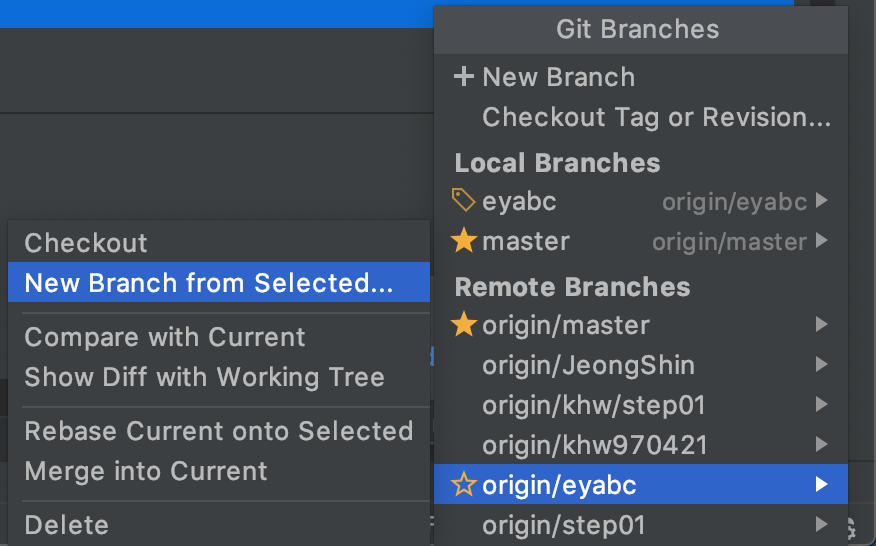 Git Branches
+ New Branch
Checkout Tag or Revision...
Local Branches
eyabc origin/eyabc
master origin/master
Remote Branches
origin/master
origin/JeongShin
origin/khw/step01
origin/khw970421
origin/eyabc
origin/step01
Checkout
New Branch from Selected...
Compare with Current
Show Diff with Working Tree
Rebase Current onto Selected
Merge into Current
Delete